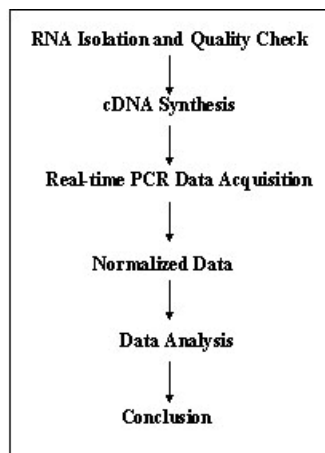 RNA Isolation and Quality Check
cDNA Synthesis
Real-time PCR Data Acquisition
Normalized Data
Data Analysis
Conclusion